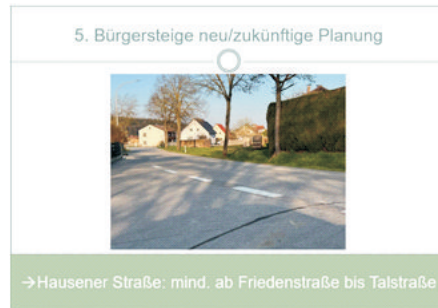 5. Bürgersteige neu/zukünftige Planung
→Hausener Straße: mind. ab Friedenstraße bis Talstraße